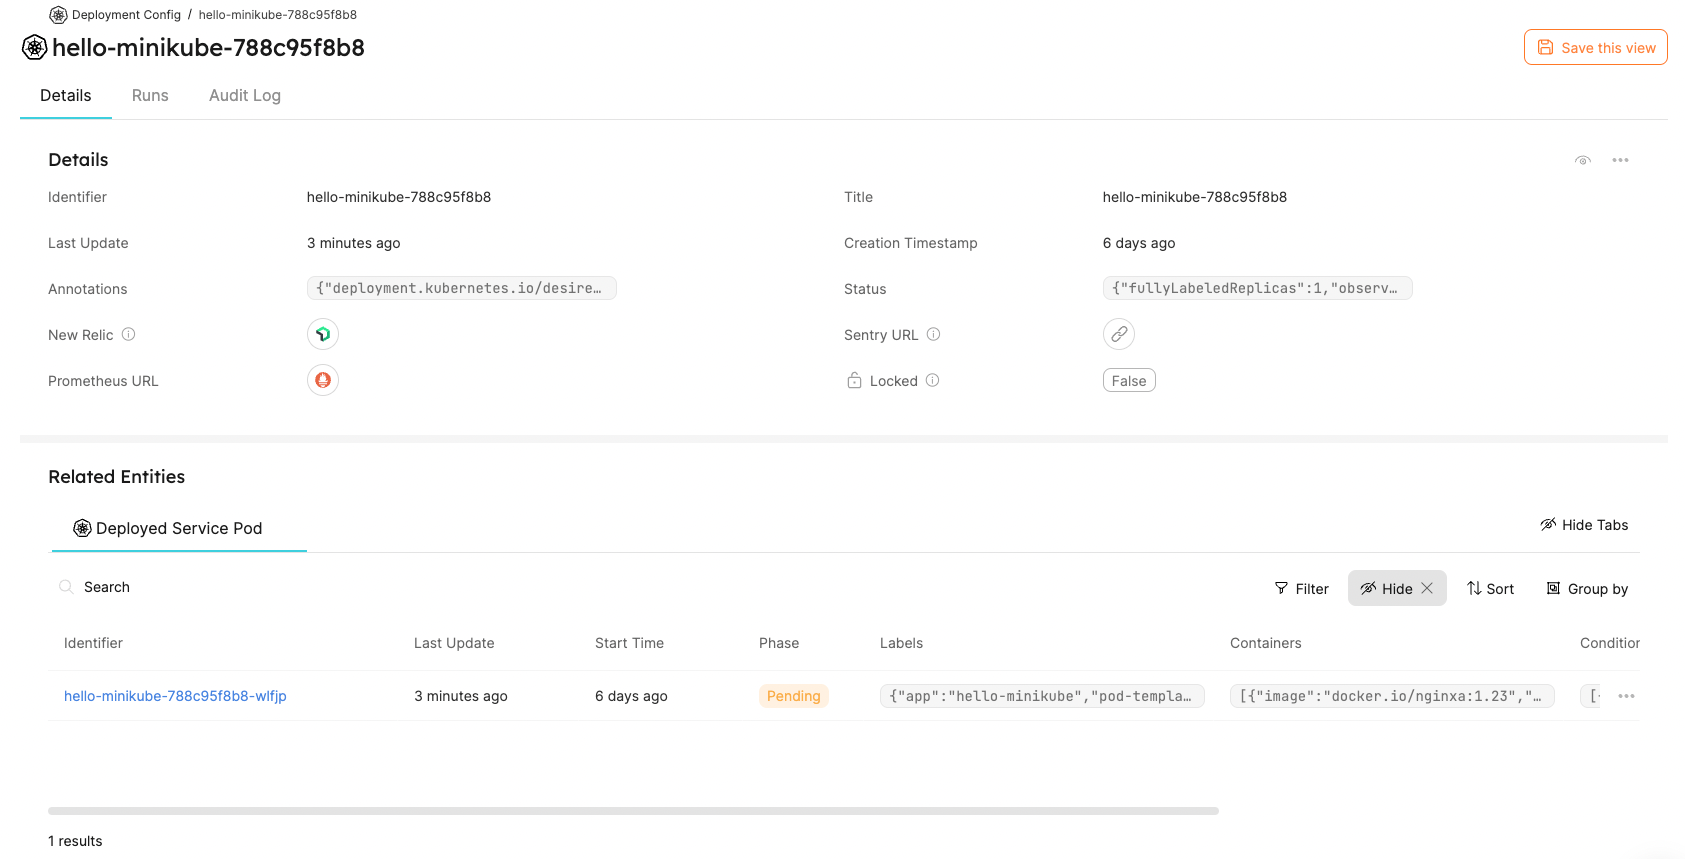 Deployment Config / hello-minikube-788c95f8b8
hello-minikube-788c95f8b8
Save this view
Details Runs Audit Log
Details
Identifier hello-minikube-788c95f8b8 Title hello-minikube-788c95f8b8
Last Update 3 minutes ago Creation Timestamp 6 days ago
Annotations {"deployment.kubernetes.io/desire… Status {"fullyLabeledReplicas":1,"observ…
New Relic Sentry URL
Prometheus URL Locked False
Related Entities
Deployed Service Pod Hide Tabs
Search Filter Hide Sort Group by
Identifier Last Update Start Time Phase Labels Containers Condition
hello-minikube-788c95f8b8-wlfjp 3 minutes ago 6 days ago Pending {"app":"hello-minikube","pod-templa… [{"image":"docker.io/nginxa:1.23","… [
1 results